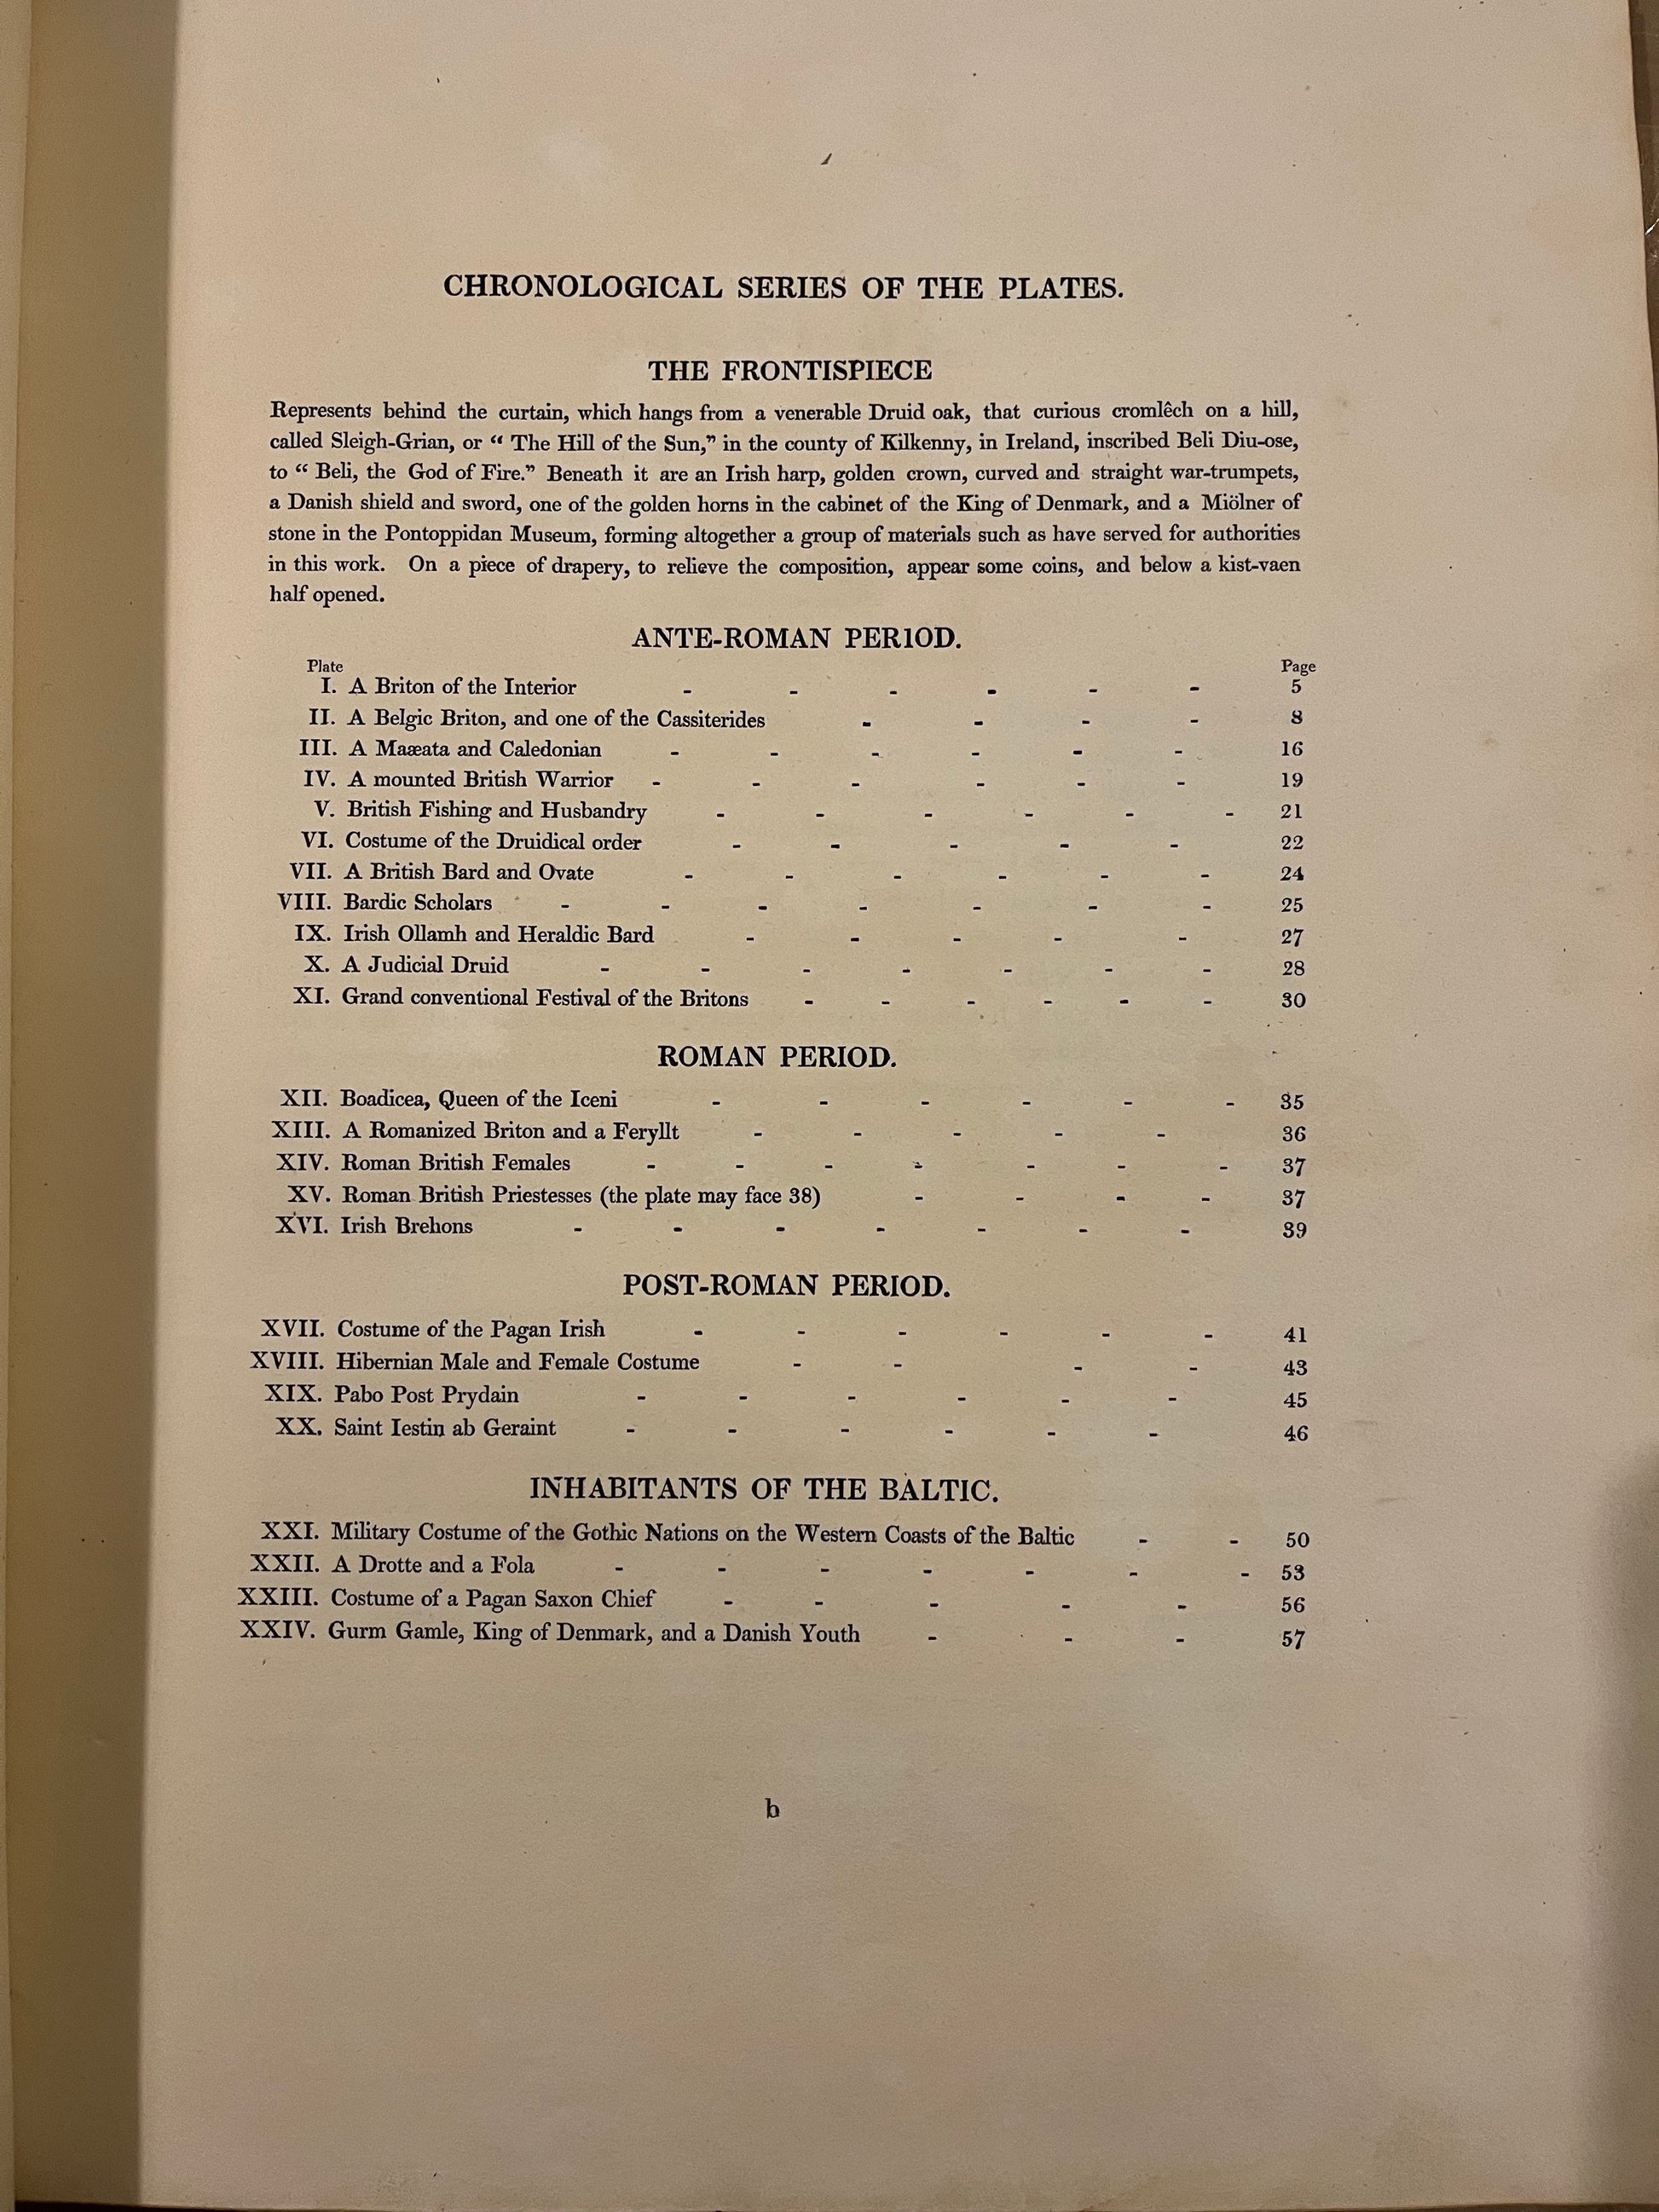 CHRONOLOGICAL SERIES OF THE PLATES.
THE FRONTISPIECE
Represents behind the curtain, which hangs from a venerable Druid oak, that curious cromlêch on a hill,
called Sleigh-Grian, or “ The Hill of the Sun,” in the county of Kilkenny, in Ireland, inscribed Beli Diu-ose,
to “ Beli, the God of Fire.” Beneath it are an Irish harp, golden crown, curved and straight war-trumpets,
a Danish shield and sword, one of the golden horns in the cabinet of the King of Denmark, and a Miölner of
stone in the Pontoppidan Museum, forming altogether a group of materials such as have served for authorities
in this work. On a piece of drapery, to relieve the composition, appear some coins, and below a kist-vaen
half opened.
ANTE-ROMAN PERIOD.
Plate Page
I. A Briton of the Interior - - - - - - 5
II. A Belgic Briton, and one of the Cassiterides - - - - 8
III. A Maæata and Caledonian - - - - - - 16
IV. A mounted British Warrior - - - - - - 19
V. British Fishing and Husbandry - - - - - - 21
VI. Costume of the Druidical order - - - - - 22
VII. A British Bard and Ovate - - - - - - 24
VIII. Bardic Scholars - - - - - - - 25
IX. Irish Ollamh and Heraldic Bard - - - - - 27
X. A Judicial Druid - - - - - - - 28
XI. Grand conventional Festival of the Britons - - - - - - 30
ROMAN PERIOD.
XII. Boadicea, Queen of the Iceni - - - - - - 35
XIII. A Romanized Briton and a Feryllt - - - - - 36
XIV. Roman British Females - - - - - - - 37
XV. Roman British Priestesses (the plate may face 38) - - - - 37
XVI. Irish Brehons - - - - - - - 39
POST-ROMAN PERIOD.
XVII. Costume of the Pagan Irish - - - - - - 41
XVIII. Hibernian Male and Female Costume - - - - 43
XIX. Pabo Post Prydain - - - - - - 45
XX. Saint Iestin ab Geraint - - - - - - 46
INHABITANTS OF THE BALTIC.
XXI. Military Costume of the Gothic Nations on the Western Coasts of the Baltic - - 50
XXII. A Drotte and a Fola - - - - - - - 53
XXIII. Costume of a Pagan Saxon Chief - - - - - 56
XXIV. Gurm Gamle, King of Denmark, and a Danish Youth - - - 57
b